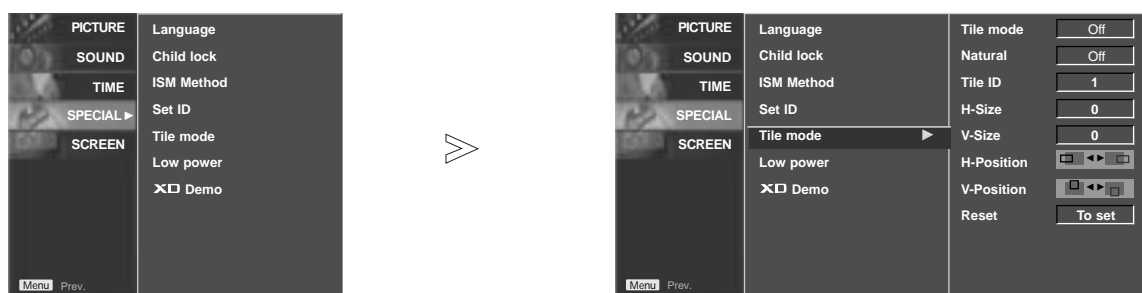 PICTURE
SOUND
TIME
SPECIAL
SCREEN
Language
Child lock
ISM Method
Set ID
Tile mode
Low power
XD Demo
Menu Prev.
PICTURE
SOUND
TIME
SPECIAL
SCREEN
Language
Child lock
ISM Method
Set ID
Tile mode
Low power
XD Demo
Tile mode Off
Natural Off
Tile ID 1
H-Size 0
V-Size 0
H-Position
V-Position
Reset To set
Menu Prev.